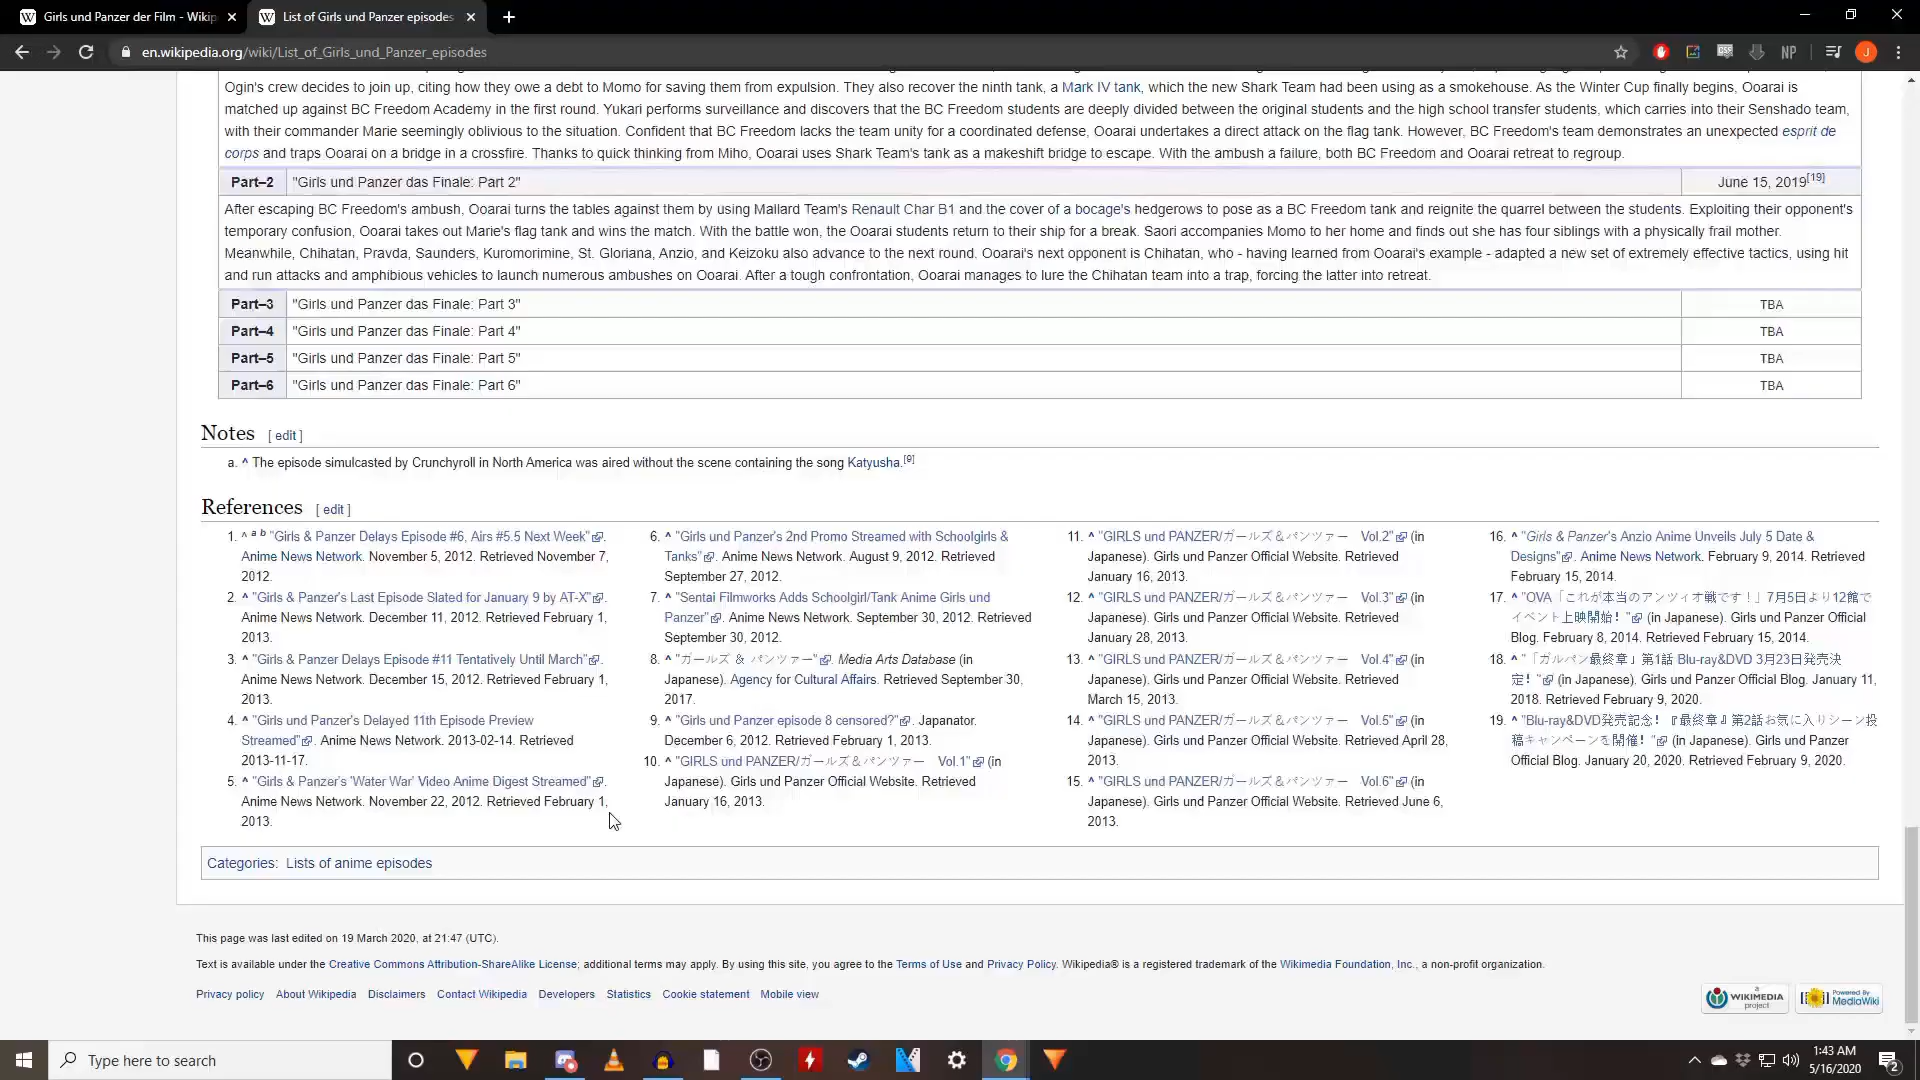 Girls und Panzer der Film - Wikip
List of Girls und Panzer episodes
en.wikipedia.org/wiki/List_of_Girls_und_Panzer_episodes
NP
J
Ogin's crew decides to join up, citing how they owe a debt to Momo for saving them from expulsion. They also recover the ninth tank, a Mark IV tank, which the new Shark Team had been using as a smokehouse. As the Winter Cup finally begins, Ooarai is
matched up against BC Freedom Academy in the first round. Yukari performs surveillance and discovers that the BC Freedom students are deeply divided between the original students and the high school transfer students, which carries into their Senshado team,
with their commander Marie seemingly oblivious to the situation. Confident that BC Freedom lacks the team unity for a coordinated defense, Ooarai undertakes a direct attack on the flag tank. However, BC Freedom's team demonstrates an unexpected esprit de
corps and traps Ooarai on a bridge in a crossfire. Thanks to quick thinking from Miho, Ooarai uses Shark Team's tank as a makeshift bridge to escape. With the ambush a failure, both BC Freedom and Ooarai retreat to regroup.
Part–2 "Girls und Panzer das Finale: Part 2" June 15, 2019[19]
After escaping BC Freedom's ambush, Ooarai turns the tables against them by using Mallard Team's Renault Char B1 and the cover of a bocage's hedgerows to pose as a BC Freedom tank and reignite the quarrel between the students. Exploiting their opponent's
temporary confusion, Ooarai takes out Marie's flag tank and wins the match. With the battle won, the Ooarai students return to their ship for a break. Saori accompanies Momo to her home and finds out she has four siblings with a physically frail mother.
Meanwhile, Chihatan, Pravda, Saunders, Kuromorimine, St. Gloriana, Anzio, and Keizoku also advance to the next round. Ooarai's next opponent is Chihatan, who - having learned from Ooarai's example - adapted a new set of extremely effective tactics, using hit
and run attacks and amphibious vehicles to launch numerous ambushes on Ooarai. After a tough confrontation, Ooarai manages to lure the Chihatan team into a trap, forcing the latter into retreat.
Part–3 "Girls und Panzer das Finale: Part 3" TBA
Part–4 "Girls und Panzer das Finale: Part 4" TBA
Part–5 "Girls und Panzer das Finale: Part 5" TBA
Part–6 "Girls und Panzer das Finale: Part 6" TBA
Notes [ edit ]
a. ^ The episode simulcasted by Crunchyroll in North America was aired without the scene containing the song Katyusha.[9]
References [ edit ]
1. ^ a b "Girls & Panzer Delays Episode #6, Airs #5.5 Next Week".
Anime News Network. November 5, 2012. Retrieved November 7,
2012.
2. ^ "Girls & Panzer's Last Episode Slated for January 9 by AT-X".
Anime News Network. December 11, 2012. Retrieved February 1,
2013.
3. ^ "Girls & Panzer Delays Episode #11 Tentatively Until March".
Anime News Network. December 15, 2012. Retrieved February 1,
2013.
4. ^ "Girls und Panzer's Delayed 11th Episode Preview
Streamed". Anime News Network. 2013-02-14. Retrieved
2013-11-17.
5. ^ "Girls & Panzer's 'Water War' Video Anime Digest Streamed".
Anime News Network. November 22, 2012. Retrieved February 1,
2013.
6. ^ "Girls und Panzer's 2nd Promo Streamed with Schoolgirls &
Tanks". Anime News Network. August 9, 2012. Retrieved
September 27, 2012.
7. ^ "Sentai Filmworks Adds Schoolgirl/Tank Anime Girls und
Panzer". Anime News Network. September 30, 2012. Retrieved
September 30, 2012.
8. ^ "ガールズ & パンツァー". Media Arts Database (in
Japanese). Agency for Cultural Affairs. Retrieved September 30,
2017.
9. ^ "Girls und Panzer episode 8 censored?". Japanator.
December 6, 2012. Retrieved February 1, 2013.
10. ^ "GIRLS und PANZER/ガールズ＆パンツァー Vol.1" (in
Japanese). Girls und Panzer Official Website. Retrieved
January 16, 2013.
11. ^ "GIRLS und PANZER/ガールズ＆パンツァー Vol.2" (in
Japanese). Girls und Panzer Official Website. Retrieved
January 16, 2013.
12. ^ "GIRLS und PANZER/ガールズ＆パンツァー Vol.3" (in
Japanese). Girls und Panzer Official Website. Retrieved
January 28, 2013.
13. ^ "GIRLS und PANZER/ガールズ＆パンツァー Vol.4" (in
Japanese). Girls und Panzer Official Website. Retrieved
March 15, 2013.
14. ^ "GIRLS und PANZER/ガールズ＆パンツァー Vol.5" (in
Japanese). Girls und Panzer Official Website. Retrieved April 28,
2013.
15. ^ "GIRLS und PANZER/ガールズ＆パンツァー Vol.6" (in
Japanese). Girls und Panzer Official Website. Retrieved June 6,
2013.
16. ^ "Girls & Panzer's Anzio Anime Unveils July 5 Date &
Designs". Anime News Network. February 9, 2014. Retrieved
February 15, 2014.
17. ^ "OVA「これが本当のアンツィオ戦です！」7月5日より12館で
イベント上映開始！" (in Japanese). Girls und Panzer Official
Blog. February 8, 2014. Retrieved February 15, 2014.
18. ^ "「ガルパン最終章」第1話 Blu-ray&DVD 3月23日発売決
定！" (in Japanese). Girls und Panzer Official Blog. January 11,
2018. Retrieved February 9, 2020.
19. ^ "Blu-ray&DVD発売記念！『最終章』第2話お気に入りシーン投
稿キャンペーンを開催！" (in Japanese). Girls und Panzer
Official Blog. January 20, 2020. Retrieved February 9, 2020.
Categories: Lists of anime episodes
This page was last edited on 19 March 2020, at 21:47 (UTC).
Text is available under the Creative Commons Attribution-ShareAlike License; additional terms may apply. By using this site, you agree to the Terms of Use and Privacy Policy. Wikipedia® is a registered trademark of the Wikimedia Foundation, Inc., a non-profit organization.
Privacy policy About Wikipedia Disclaimers Contact Wikipedia Developers Statistics Cookie statement Mobile view
a WIKIMEDIA project
Powered By MediaWiki
Type here to search
1:43 AM
5/16/2020
2